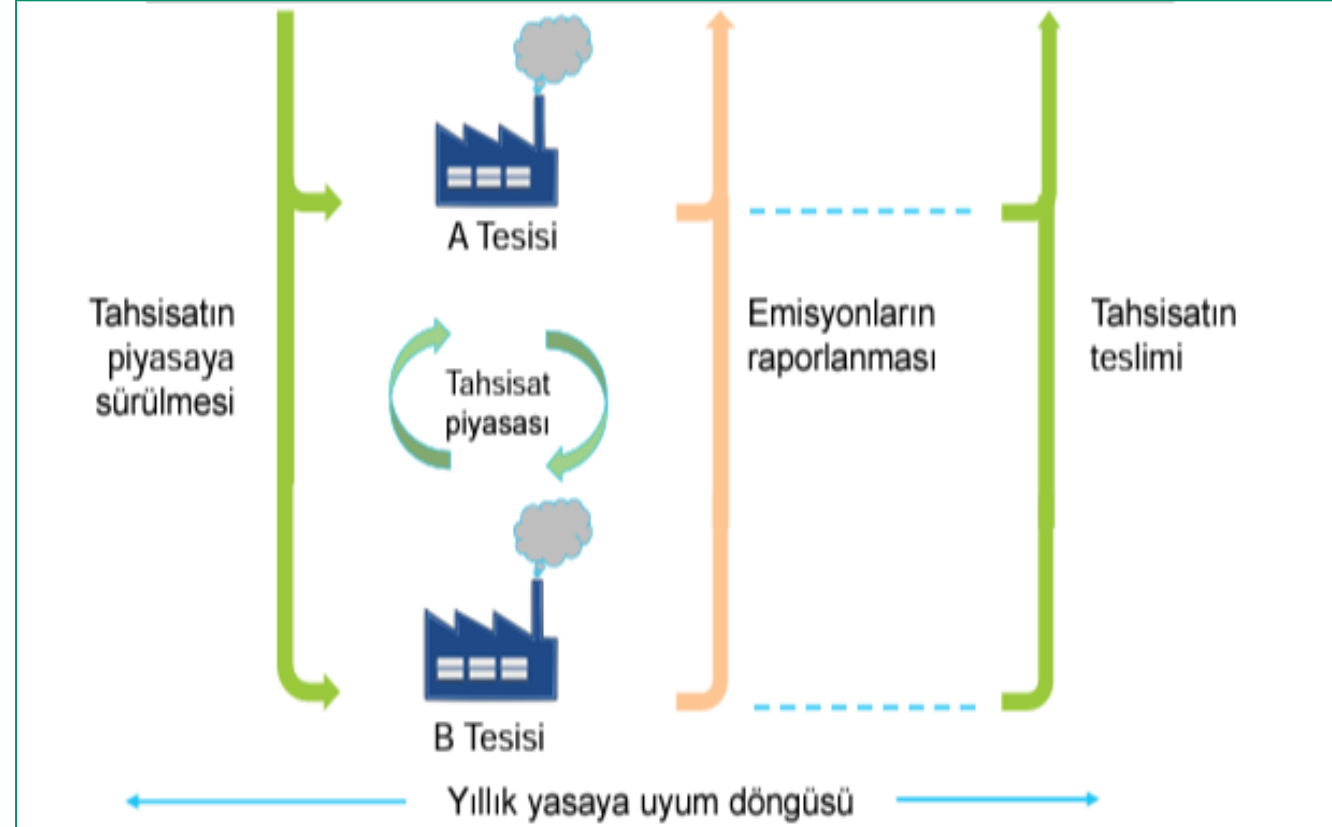 A Tesisi
Tahsisatın
piyasaya
sürülmesi
Tahsisat
piyasası
Emisyonların
raporlanması
Tahsisatın
teslimi
B Tesisi
Yıllık yasaya uyum döngüsü